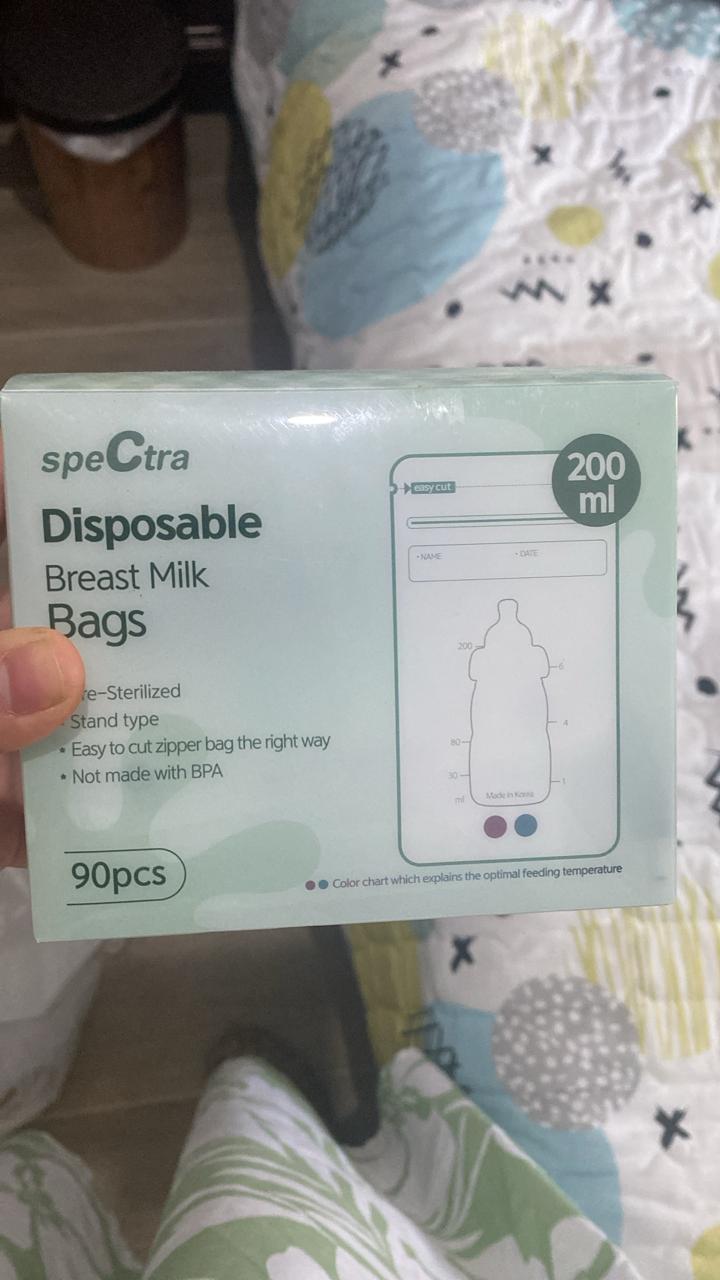 speCtra
Disposable
Breast Milk
Bags
re-Sterilized
• Stand type
• Easy to cut zipper bag the right way
• Not made with BPA
90pcs
200
ml
easy cut
• NAME
• DATE
200
6
4
80
30
1
ml
Made in Korea
Color chart which explains the optimal feeding temperature